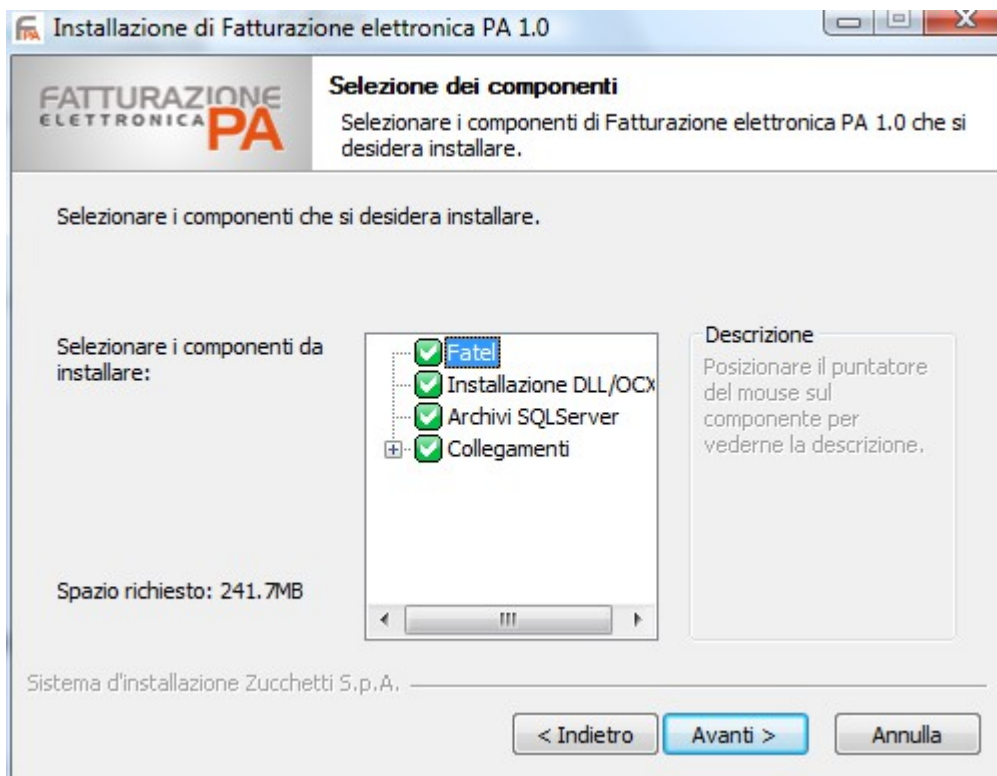 Installazione di Fatturazione elettronica PA 1.0
FATTURAZIONE
ELETTRONICA PA
Selezione dei componenti
Selezionare i componenti di Fatturazione elettronica PA 1.0 che si
desidera installare.
Selezionare i componenti che si desidera installare.
Selezionare i componenti da
installare:
Fatel
Installazione DLL/OCX
Archivi SQLServer
Collegamenti
Descrizione
Posizionare il puntatore
del mouse sul
componente per
vederne la descrizione.
Spazio richiesto: 241.7MB
Sistema d'installazione Zucchetti S.p.A.
< Indietro
Avanti >
Annulla